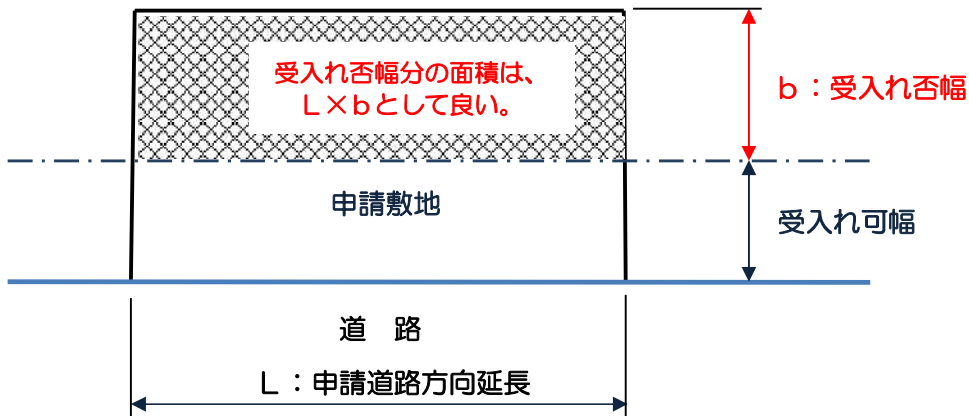 受入れ否幅分の面積は、
L×bとして良い。
b：受入れ否幅
申請敷地
受入れ可幅
道　路
L：申請道路方向延長